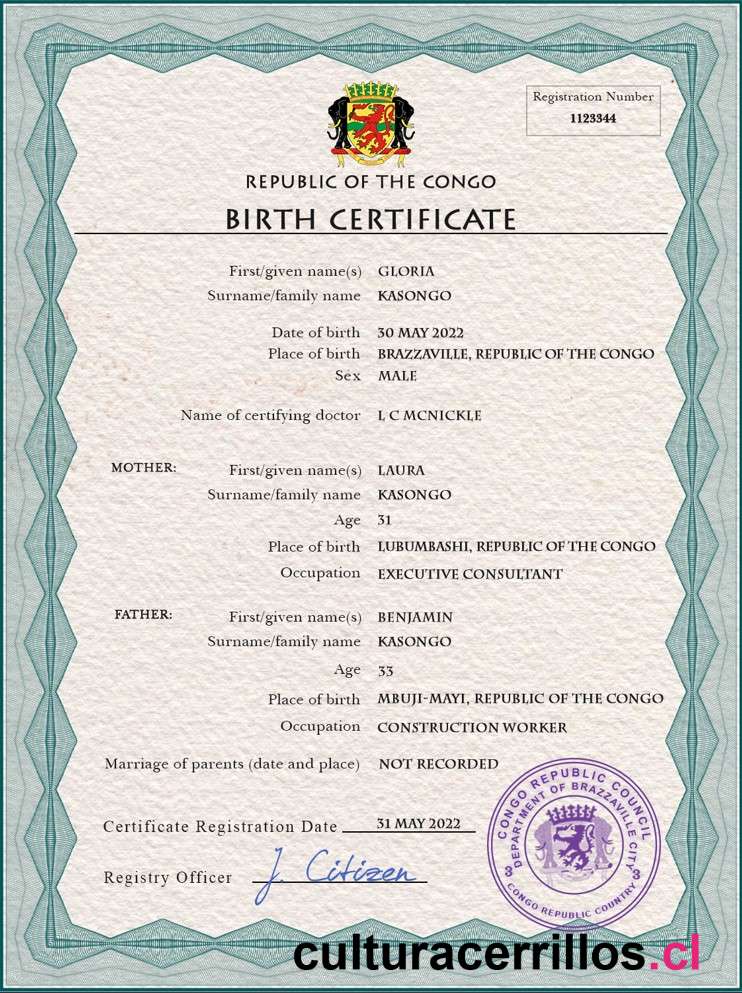 Registration Number
1123344
REPUBLIC OF THE CONGO
BIRTH CERTIFICATE
First/given name(s) GLORIA
Surname/family name KASONGO
Date of birth 30 MAY 2022
Place of birth BRAZZAVILLE, REPUBLIC OF THE CONGO
Sex MALE
Name of certifying doctor L C MCNICKLE
MOTHER: First/given name(s) LAURA
Surname/family name KASONGO
Age 31
Place of birth LUBUMBASHI, REPUBLIC OF THE CONGO
Occupation EXECUTIVE CONSULTANT
FATHER: First/given name(s) BENJAMIN
Surname/family name KASONGO
Age 33
Place of birth MBUJI-MAYI, REPUBLIC OF THE CONGO
Occupation CONSTRUCTION WORKER
Marriage of parents (date and place) NOT RECORDED
Certificate Registration Date 31 MAY 2022
Registry Officer J. Citizen
CONGO REPUBLIC COUNCIL
DEPARTMENT OF BRAZZAVILLE CITY
3 CONGO REPUBLIC COUNTRY 3
culturacerrillos.cl